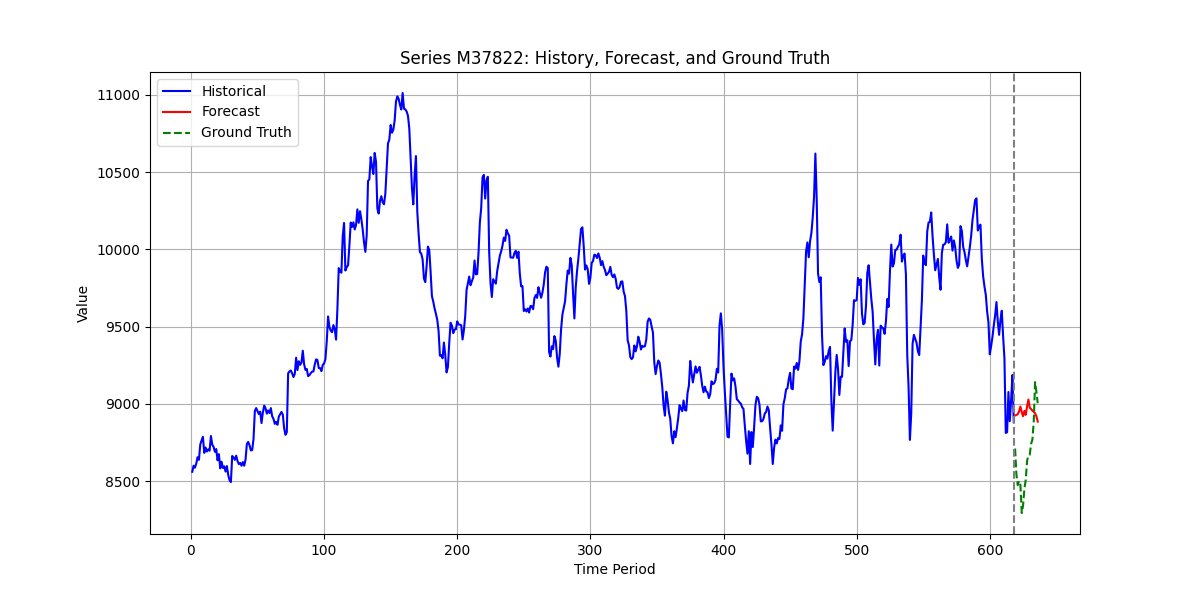 Series M37822: History, Forecast, and Ground Truth
Historical
Forecast
Ground Truth
11000
10500
10000
9500
9000
8500
Value
0 100 200 300 400 500 600
Time Period